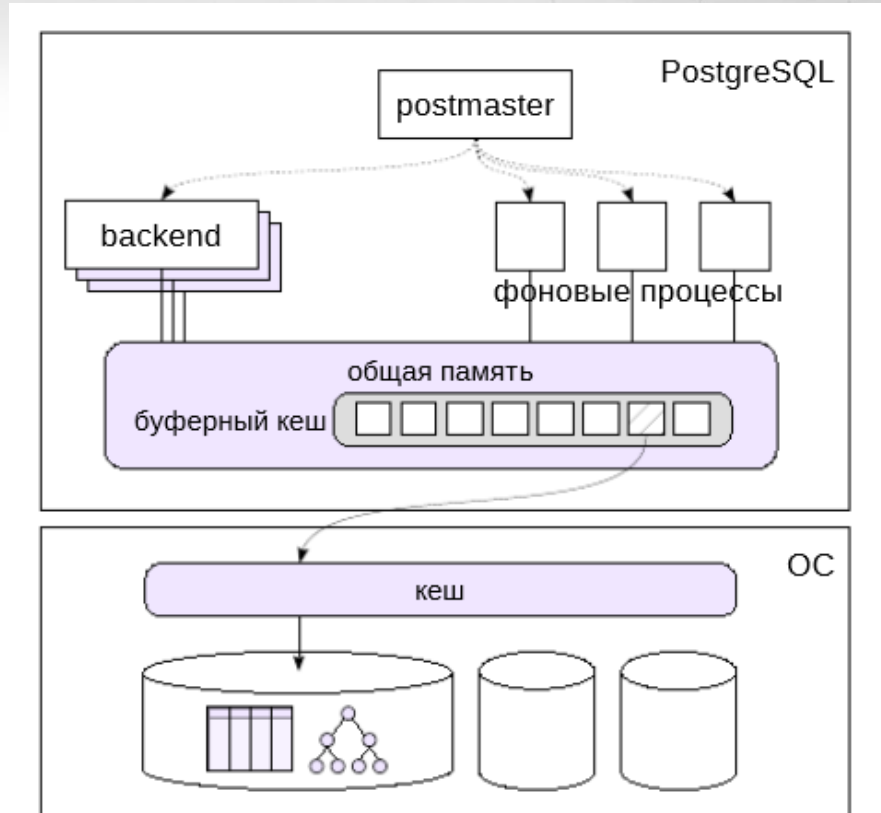 PostgreSQL
postmaster
backend
фоновые процессы
общая память
буферный кеш
ОС
кеш